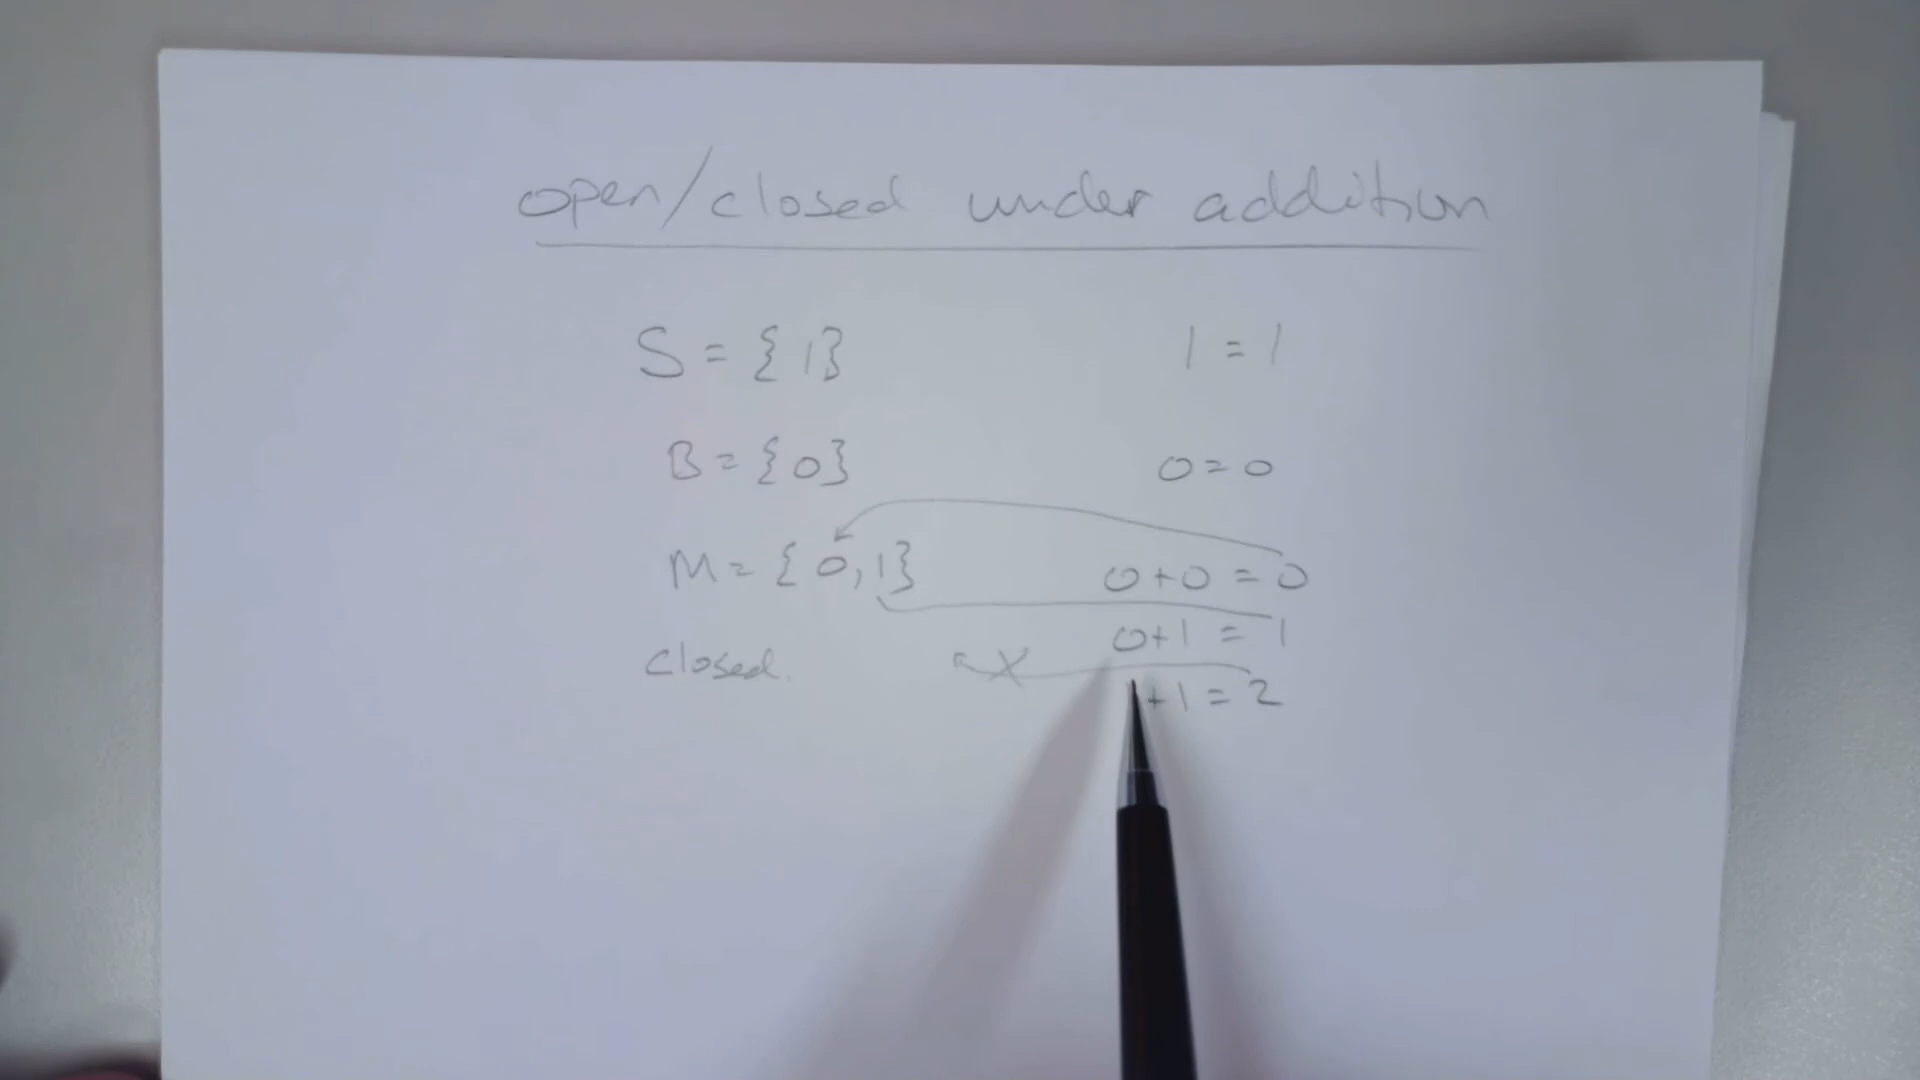 open/closed under addition
S = { 1} 1 = 1
B = { 0} 0 = 0
M = { 0, 1} 0 + 0 = 0
0 + 1 = 1
closed. X
+ 1 = 2